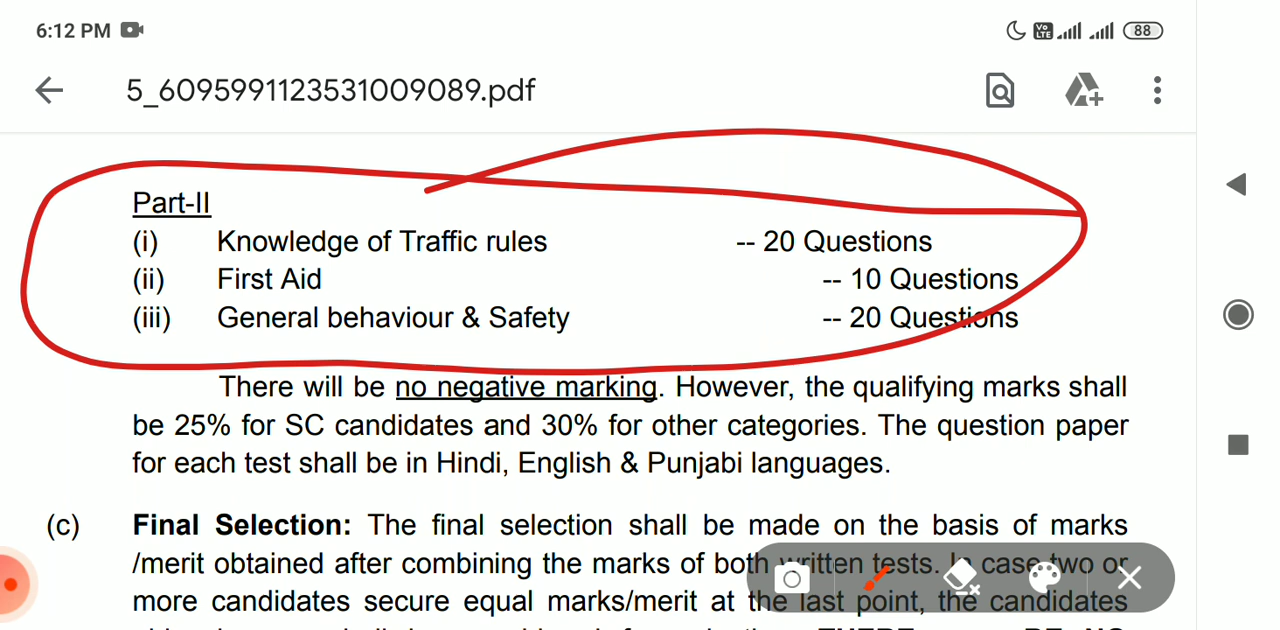 6:12 PM
Vo LTE
88
5_6095991123531009089.pdf
Part-II
(i) Knowledge of Traffic rules -- 20 Questions
(ii) First Aid -- 10 Questions
(iii) General behaviour & Safety -- 20 Questions
There will be no negative marking. However, the qualifying marks shall
be 25% for SC candidates and 30% for other categories. The question paper
for each test shall be in Hindi, English & Punjabi languages.
(c) Final Selection: The final selection shall be made on the basis of marks
/merit obtained after combining the marks of both written tests. In case two or
more candidates secure equal marks/merit at the last point, the candidates